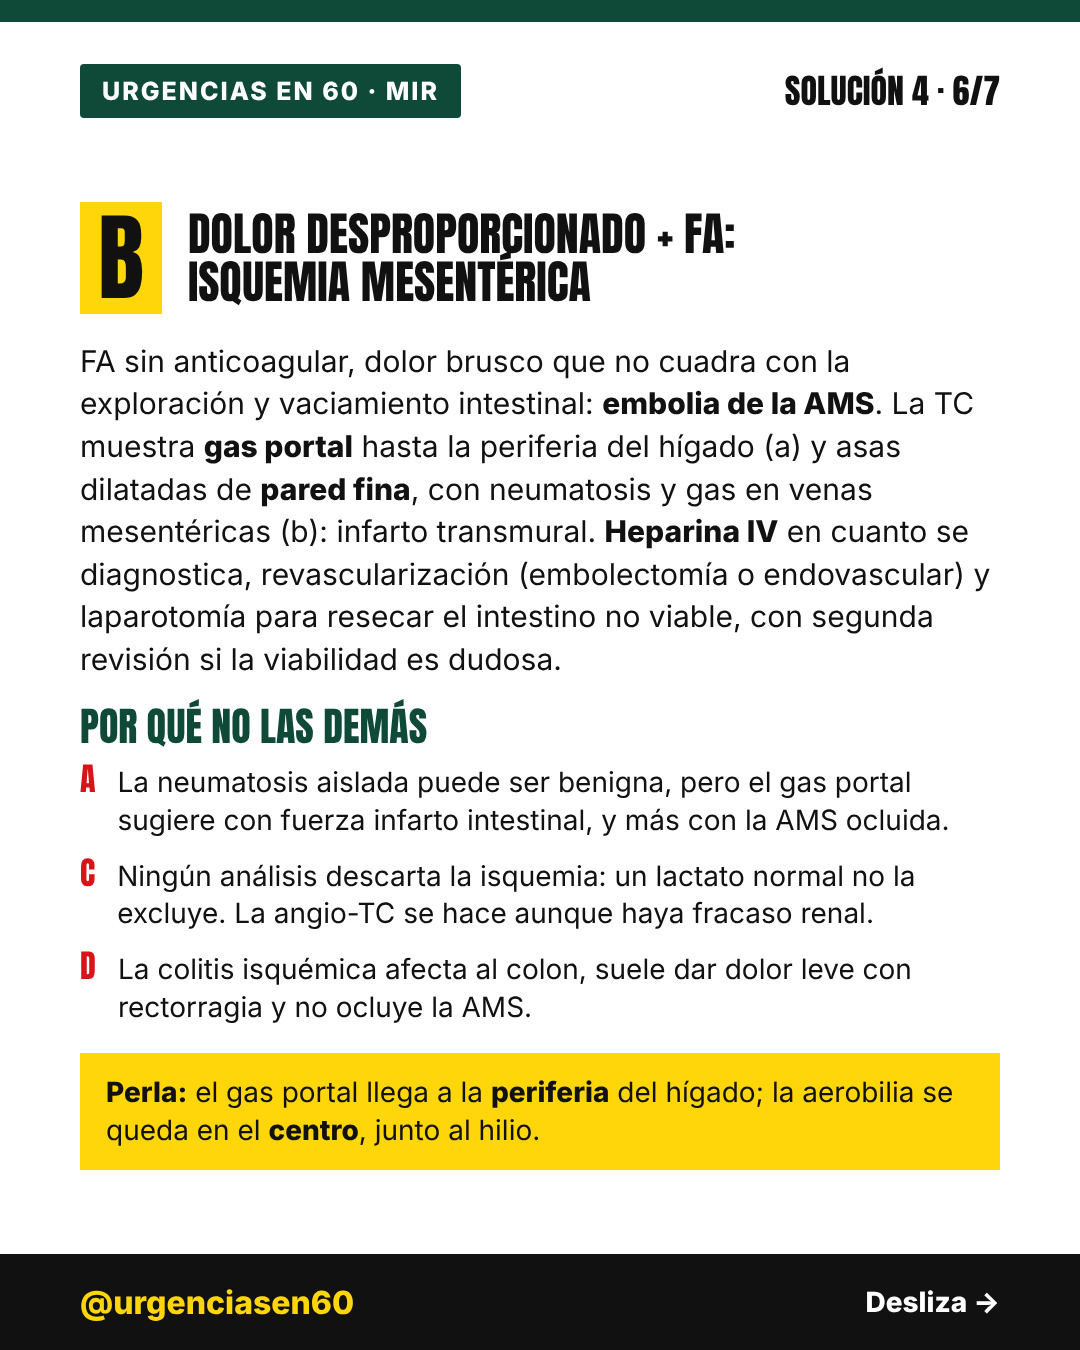 URGENCIAS EN 60 · MIR
SOLUCIÓN 4 · 6/7
B
DOLOR DESPROPORCIONADO + FA:
ISQUEMIA MESENTÉRICA
FA sin anticoagular, dolor brusco que no cuadra con la
exploración y vaciamiento intestinal: embolia de la AMS. La TC
muestra gas portal hasta la periferia del hígado (a) y asas
dilatadas de pared fina, con neumatosis y gas en venas
mesentéricas (b): infarto transmural. Heparina IV en cuanto se
diagnostica, revascularización (embolectomía o endovascular) y
laparotomía para resecar el intestino no viable, con segunda
revisión si la viabilidad es dudosa.
POR QUÉ NO LAS DEMÁS
A La neumatosis aislada puede ser benigna, pero el gas portal
sugiere con fuerza infarto intestinal, y más con la AMS ocluida.
C Ningún análisis descarta la isquemia: un lactato normal no la
excluye. La angio-TC se hace aunque haya fracaso renal.
D La colitis isquémica afecta al colon, suele dar dolor leve con
rectorragia y no ocluye la AMS.
Perla: el gas portal llega a la periferia del hígado; la aerobilia se
queda en el centro, junto al hilio.
@urgenciasen60
Desliza →